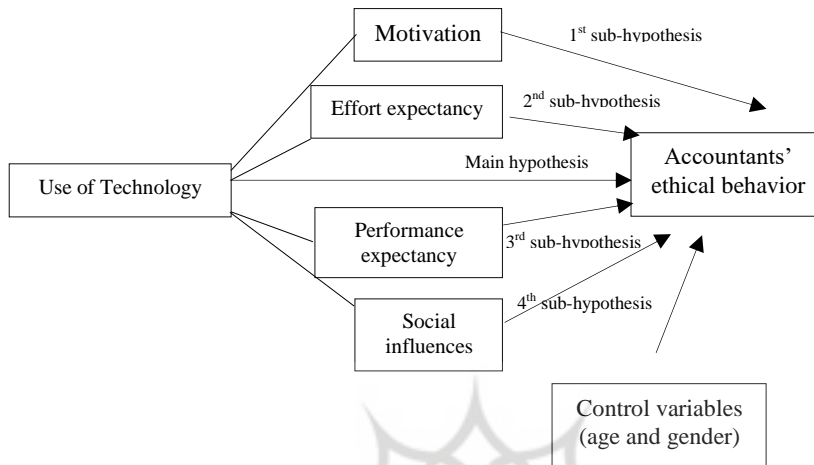 Motivation
1st sub-hypothesis
Effort expectancy
2nd sub-hypothesis
Main hypothesis
Use of Technology
Accountants’
ethical behavior
Performance
expectancy
3rd sub-hypothesis
4th sub-hypothesis
Social
influences
Control variables
(age and gender)